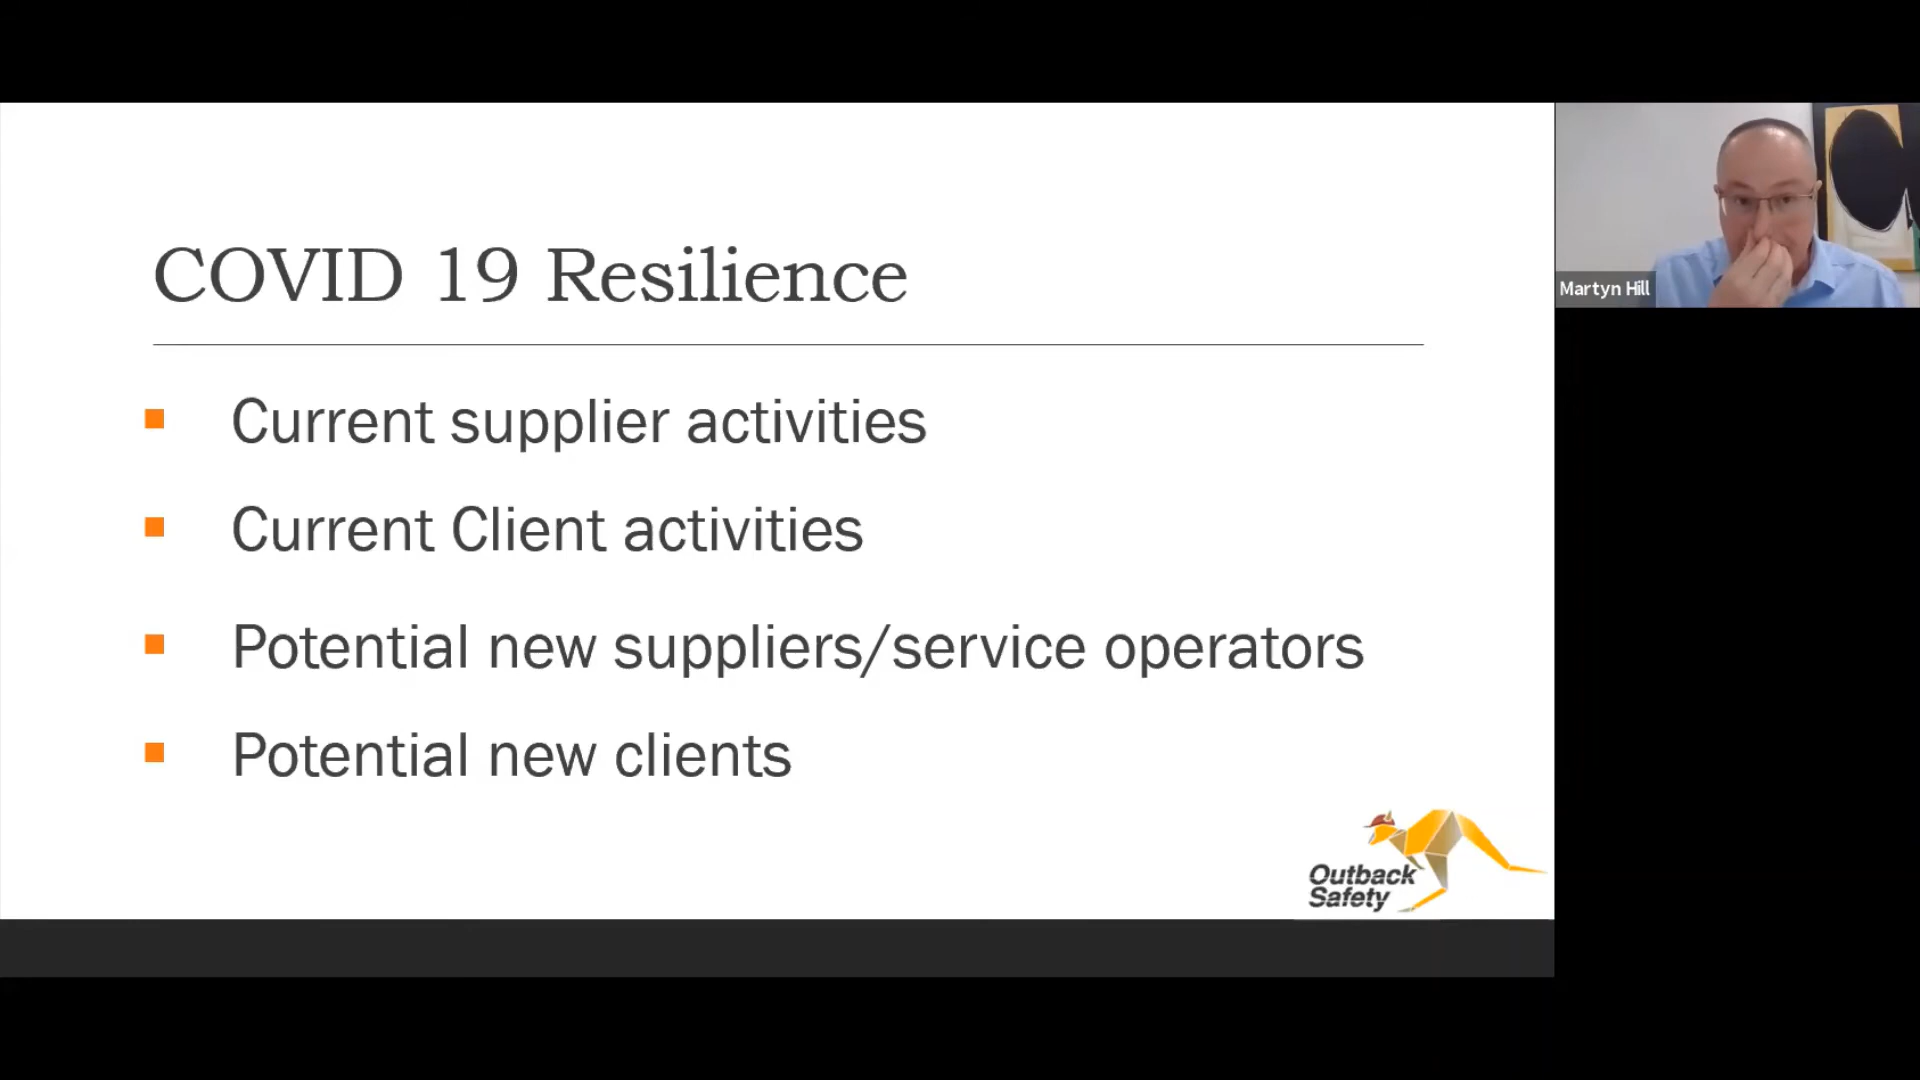 COVID 19 Resilience
Current supplier activities
Current Client activities
Potential new suppliers/service operators
Potential new clients
Outback
Safety
Martyn Hill